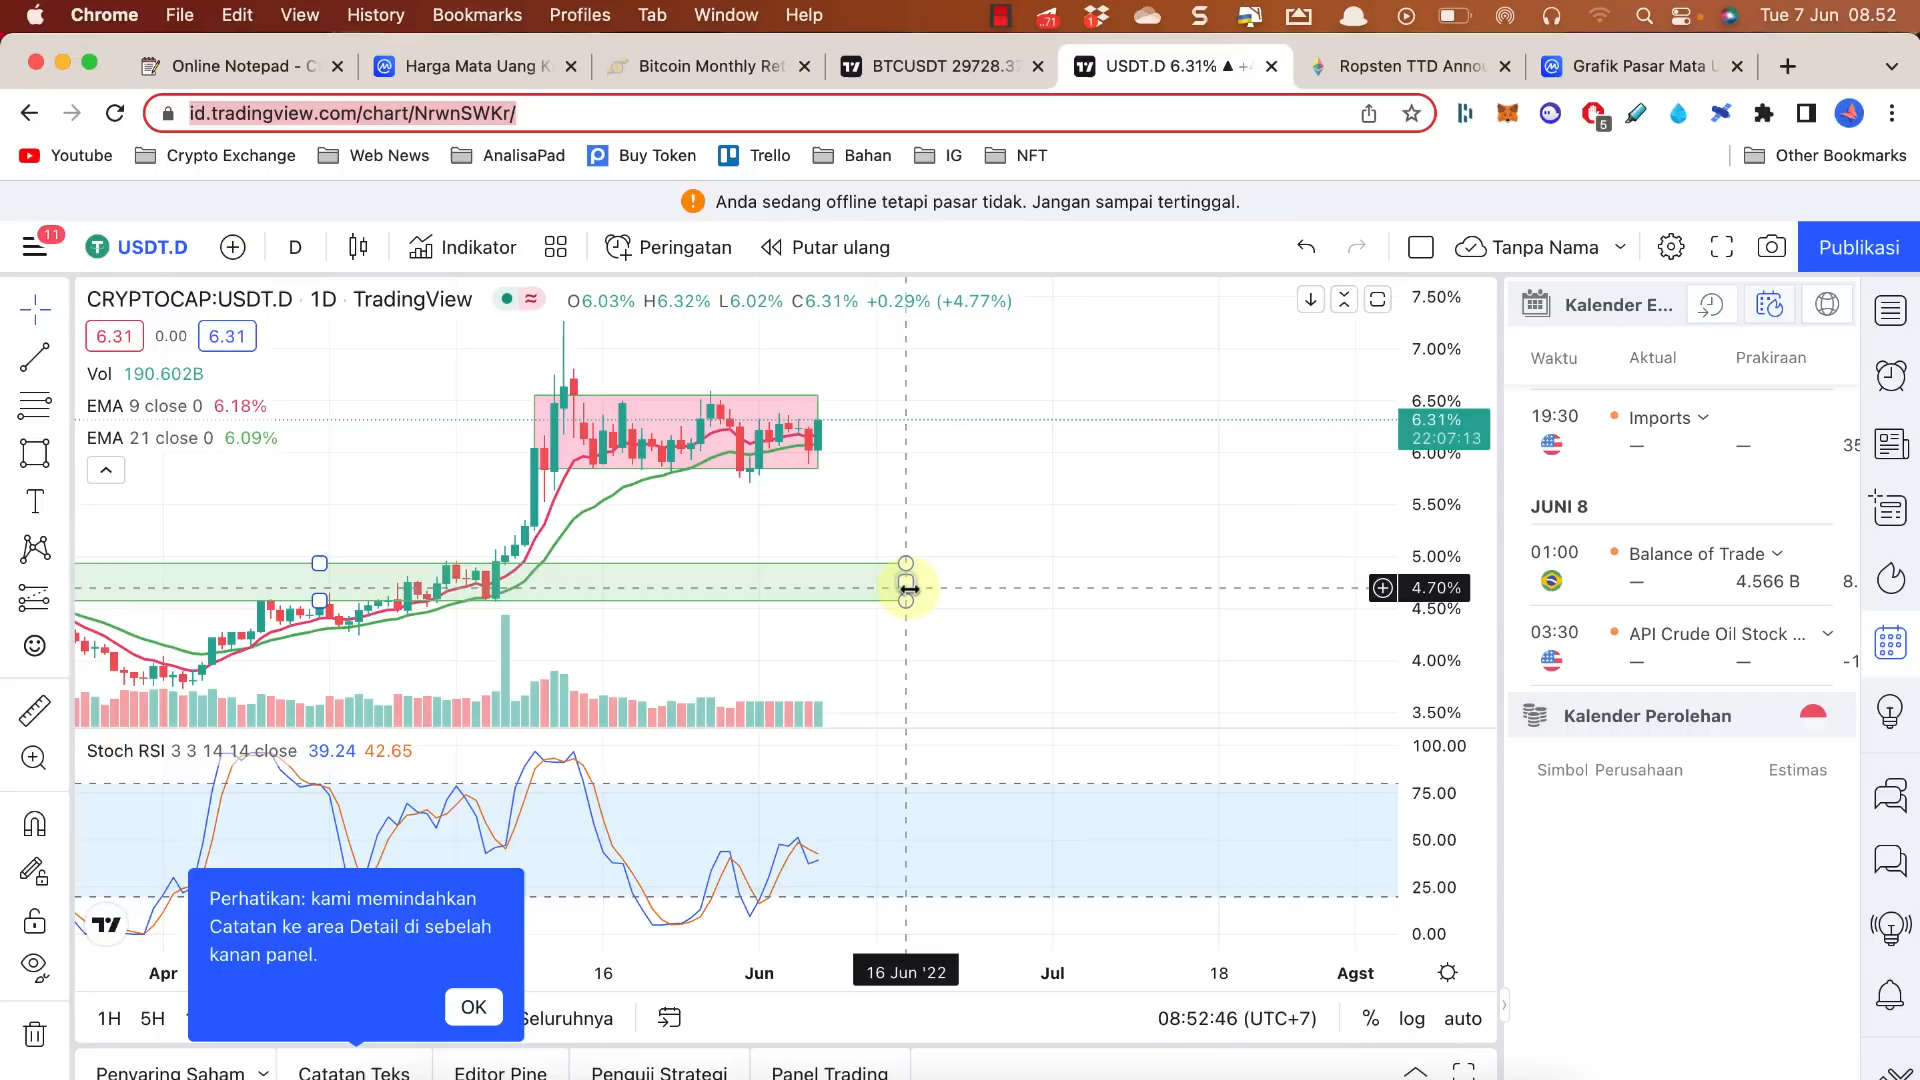 Chrome File Edit View History Bookmarks Profiles Tab Window Help
..71 1 Tue 7 Jun 08.52
Online Notepad - C
Harga Mata Uang K
Bitcoin Monthly Ret
BTCUSDT 29728.3
USDT.D 6.31% ▲ +4
Ropsten TTD Annou
Grafik Pasar Mata U
id.tradingview.com/chart/NrwnSWKr/
5
Youtube Crypto Exchange Web News AnalisaPad Buy Token Trello Bahan IG NFT Other Bookmarks
Anda sedang offline tetapi pasar tidak. Jangan sampai tertinggal.
11 USDT.D D Indikator Peringatan Putar ulang Tanpa Nama Publikasi
CRYPTOCAP:USDT.D · 1D · TradingView O6.03% H6.32% L6.02% C6.31% +0.29% (+4.77%)
6.31 0.00 6.31
Vol 190.602B
EMA 9 close 0 6.18%
EMA 21 close 0 6.09%
7.50%
7.00%
6.50%
6.31%
22:07:13
6.00%
5.50%
5.00%
4.70%
4.50%
4.00%
3.50%
Stoch RSI 3 3 14 14 close 39.24 42.65
100.00
75.00
50.00
25.00
0.00
Perhatikan: kami memindahkan
Catatan ke area Detail di sebelah
kanan panel.
OK
Apr 16 Jun 16 Jun '22 Jul 18 Agst
1H 5H Seluruhnya 08:52:46 (UTC+7) % log auto
Penyaring Saham Catatan Teks Editor Pine Penguji Strategi Panel Trading
Kalender E...
Waktu Aktual Prakiraan
19:30 Imports
— — 35
JUNI 8
01:00 Balance of Trade
— 4.566 B 8.
03:30 API Crude Oil Stock ...
— — -1
Kalender Perolehan
Simbol Perusahaan Estimas